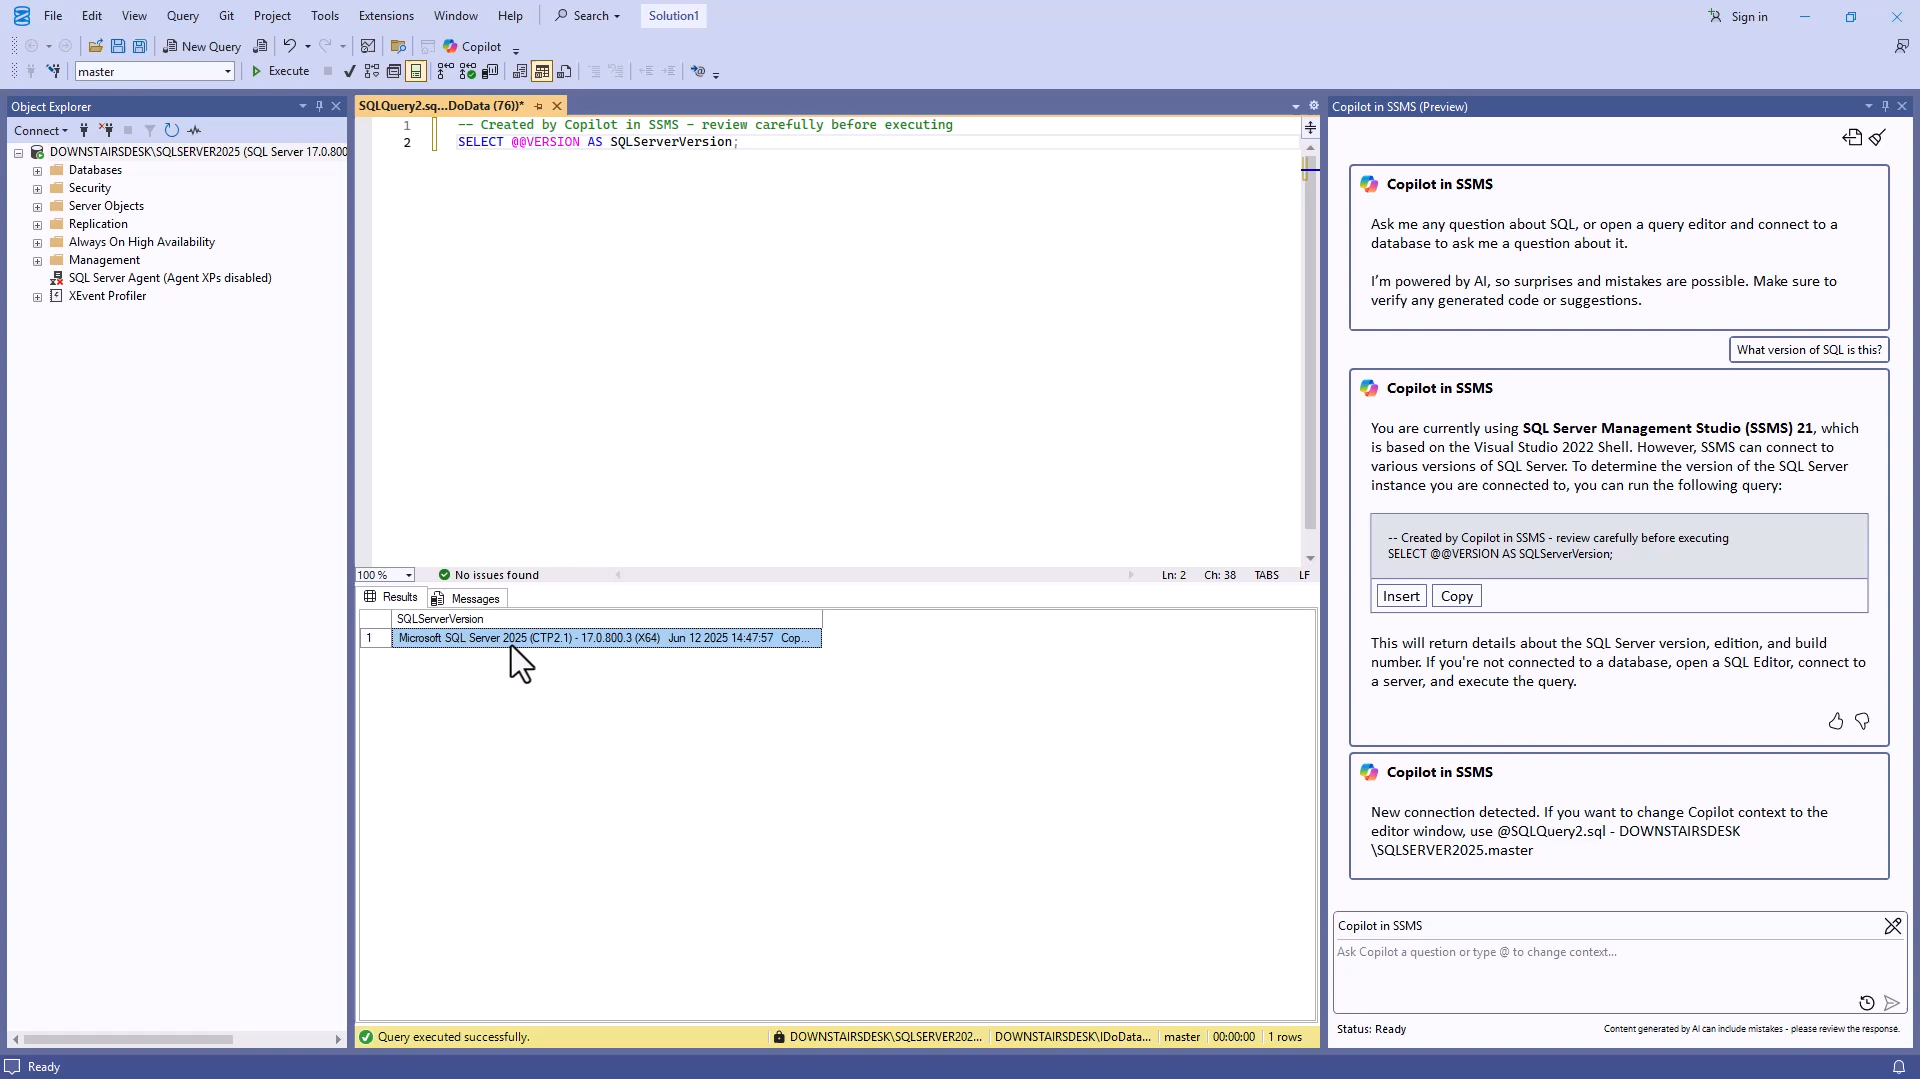 File Edit View Query Git Project Tools Extensions Window Help Search Solution1 Sign in
New Query Copilot
master Execute
Object Explorer
Connect
DOWNSTAIRSDESK\SQLSERVER2025 (SQL Server 17.0.800
Databases
Security
Server Objects
Replication
Always On High Availability
Management
SQL Server Agent (Agent XPs disabled)
XEvent Profiler
SQLQuery2.sq...DoData (76))*
1 -- Created by Copilot in SSMS - review carefully before executing
2 SELECT @@VERSION AS SQLServerVersion;
100 % No issues found Ln: 2 Ch: 38 TABS LF
Results Messages
SQLServerVersion
1 Microsoft SQL Server 2025 (CTP2.1) - 17.0.800.3 (X64) Jun 12 2025 14:47:57 Cop...
Query executed successfully. DOWNSTAIRSDESK\SQLSERVER202... DOWNSTAIRSDESK\IDoData... master 00:00:00 1 rows
Copilot in SSMS (Preview)
Copilot in SSMS
Ask me any question about SQL, or open a query editor and connect to a
database to ask me a question about it.
I'm powered by AI, so surprises and mistakes are possible. Make sure to
verify any generated code or suggestions.
What version of SQL is this?
Copilot in SSMS
You are currently using SQL Server Management Studio (SSMS) 21, which
is based on the Visual Studio 2022 Shell. However, SSMS can connect to
various versions of SQL Server. To determine the version of the SQL Server
instance you are connected to, you can run the following query:
-- Created by Copilot in SSMS - review carefully before executing
SELECT @@VERSION AS SQLServerVersion;
Insert Copy
This will return details about the SQL Server version, edition, and build
number. If you're not connected to a database, open a SQL Editor, connect to
a server, and execute the query.
Copilot in SSMS
New connection detected. If you want to change Copilot context to the
editor window, use @SQLQuery2.sql - DOWNSTAIRSDESK
\SQLSERVER2025.master
Copilot in SSMS
Ask Copilot a question or type @ to change context...
Status: Ready Content generated by AI can include mistakes - please review the response.
Ready